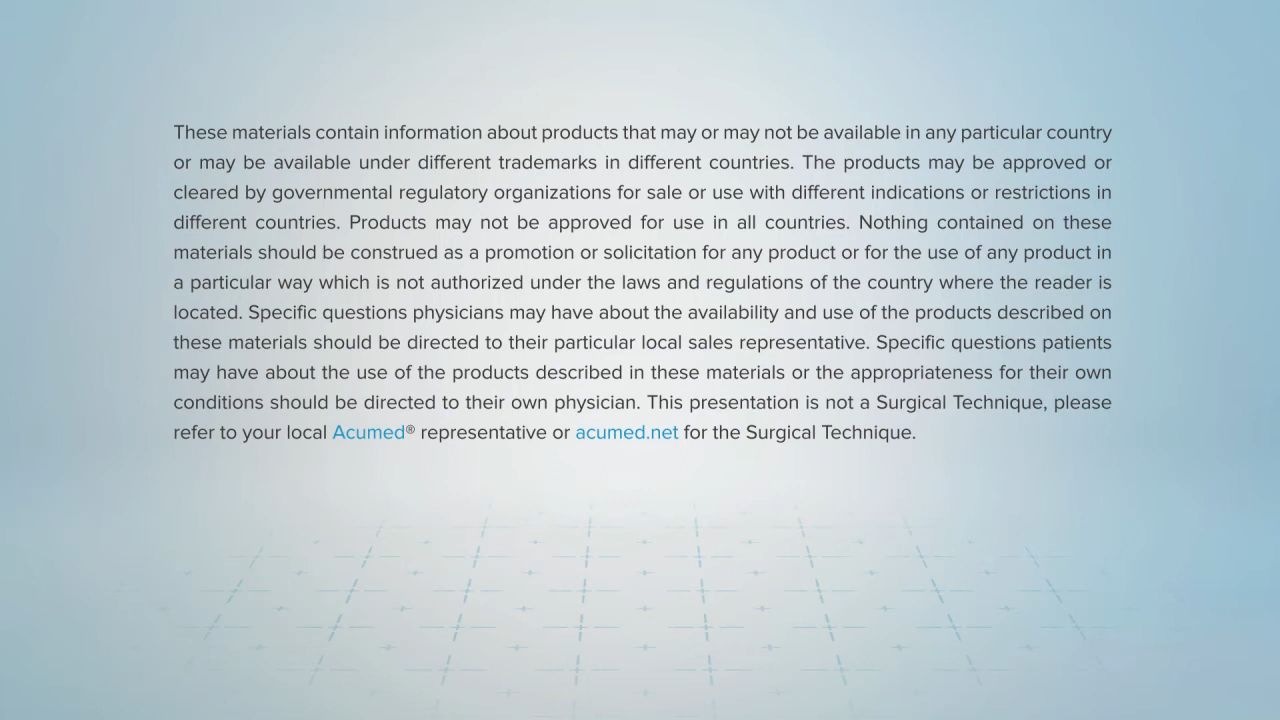 These materials contain information about products that may or may not be available in any particular country
or may be available under different trademarks in different countries. The products may be approved or
cleared by governmental regulatory organizations for sale or use with different indications or restrictions in
different countries. Products may not be approved for use in all countries. Nothing contained on these
materials should be construed as a promotion or solicitation for any product or for the use of any product in
a particular way which is not authorized under the laws and regulations of the country where the reader is
located. Specific questions physicians may have about the availability and use of the products described on
these materials should be directed to their particular local sales representative. Specific questions patients
may have about the use of the products described in these materials or the appropriateness for their own
conditions should be directed to their own physician. This presentation is not a Surgical Technique, please
refer to your local Acumed® representative or acumed.net for the Surgical Technique.